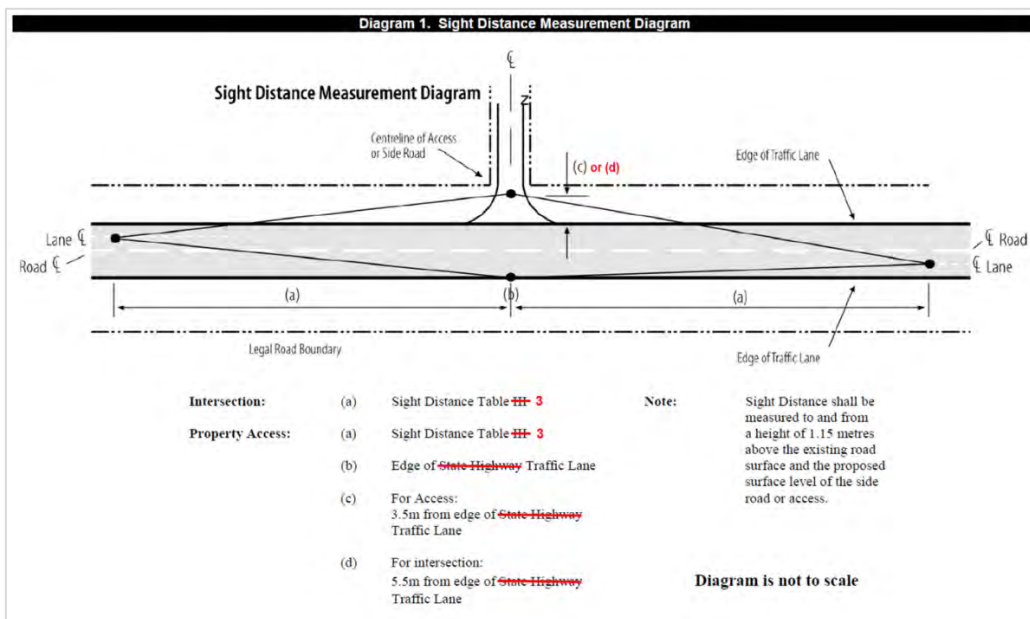 Diagram 1. Sight Distance Measurement Diagram
℄
Sight Distance Measurement Diagram
Z
Centreline of Access
or Side Road
(c) or (d)
Edge of Traffic Lane
Lane ℄
Road ℄
℄ Road
℄ Lane
(a)
(b)
(a)
Legal Road Boundary
Edge of Traffic Lane
Intersection: (a) Sight Distance Table III 3
Property Access: (a) Sight Distance Table III 3
(b) Edge of State Highway Traffic Lane
(c) For Access:
3.5m from edge of State Highway
Traffic Lane
(d) For intersection:
5.5m from edge of State Highway
Traffic Lane
Note: Sight Distance shall be
measured to and from
a height of 1.15 metres
above the existing road
surface and the proposed
surface level of the side
road or access.
Diagram is not to scale